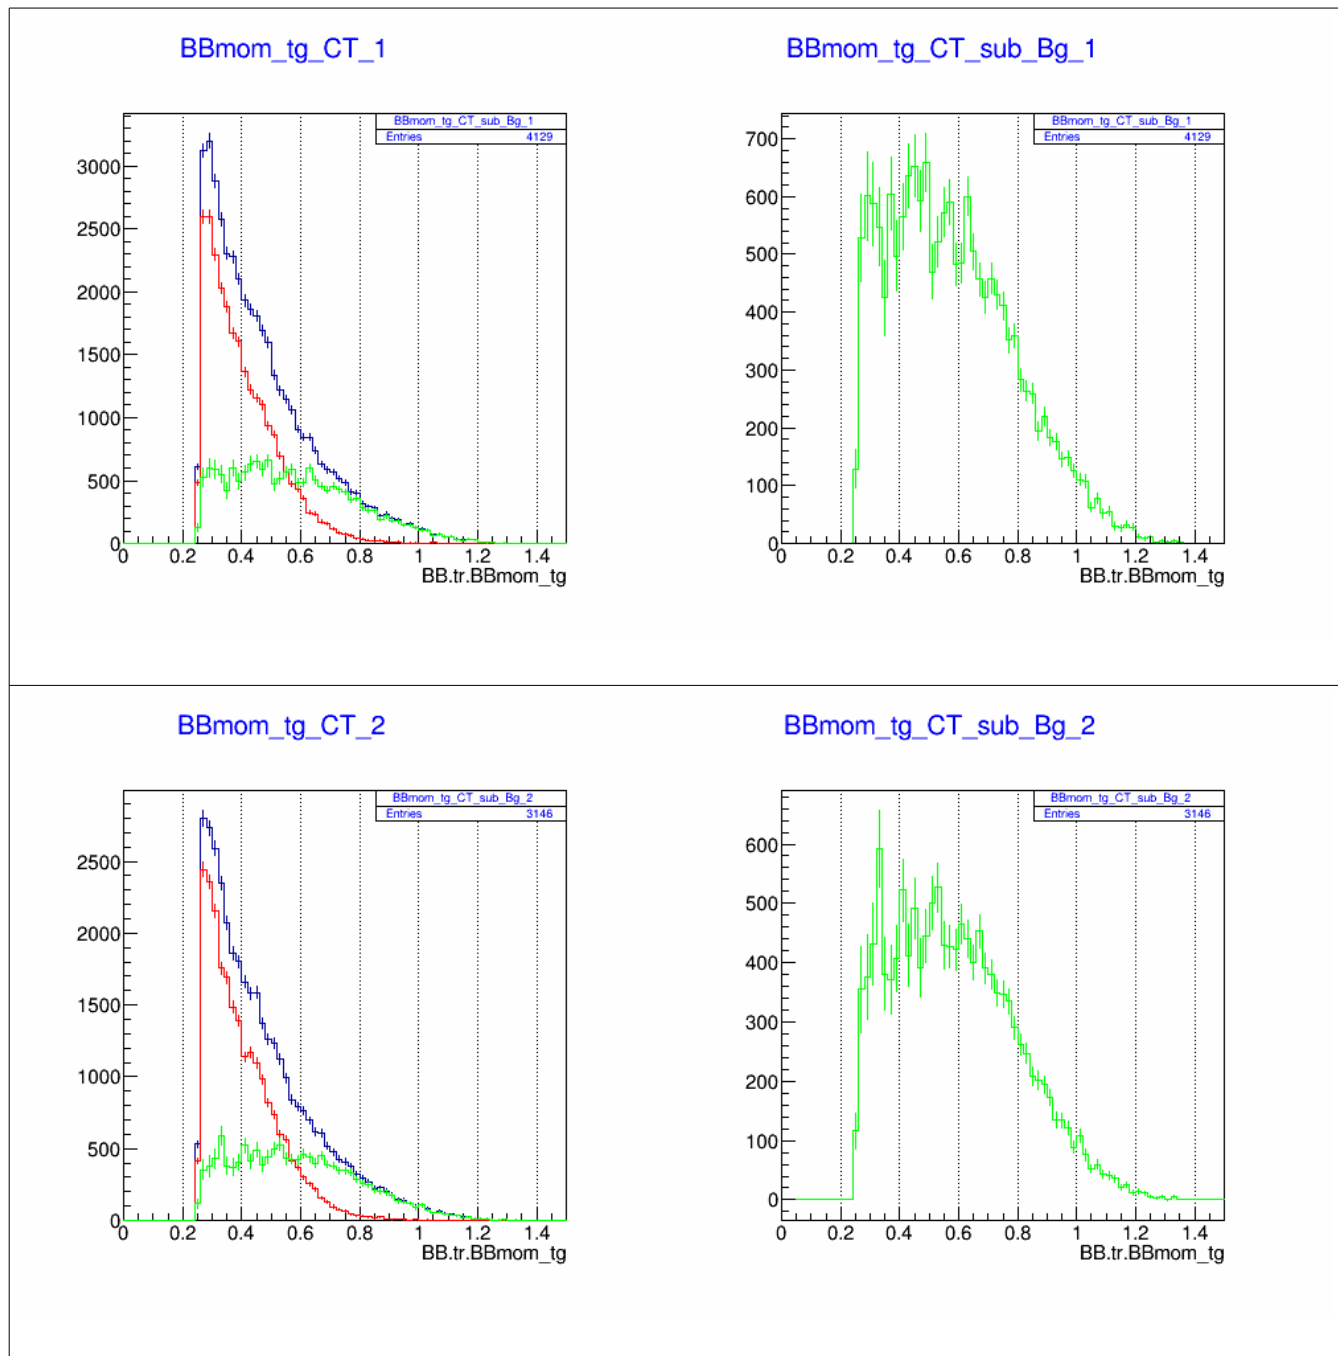 BBmom_tg_CT_1
BBmom_tg_CT_sub_Bg_1
BBmom_tg_CT_sub_Bg_1
Entries 4129
3000
2500
2000
1500
1000
500
0
0 0.2 0.4 0.6 0.8 1 1.2 1.4
BB.tr.BBmom_tg
BBmom_tg_CT_sub_Bg_1
Entries 4129
700
600
500
400
300
200
100
0
0 0.2 0.4 0.6 0.8 1 1.2 1.4
BB.tr.BBmom_tg
BBmom_tg_CT_2
BBmom_tg_CT_sub_Bg_2
BBmom_tg_CT_sub_Bg_2
Entries 3146
2500
2000
1500
1000
500
0
0 0.2 0.4 0.6 0.8 1 1.2 1.4
BB.tr.BBmom_tg
BBmom_tg_CT_sub_Bg_2
Entries 3146
600
500
400
300
200
100
0
0 0.2 0.4 0.6 0.8 1 1.2 1.4
BB.tr.BBmom_tg